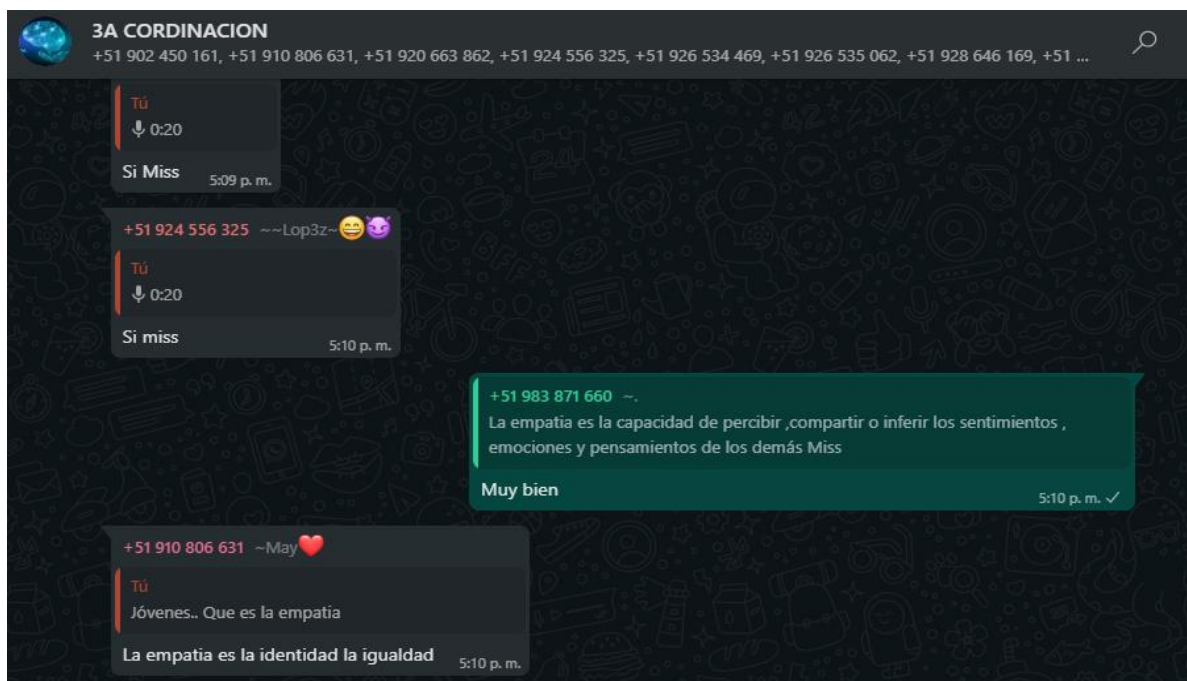 3A CORDINACION
+51 902 450 161, +51 910 806 631, +51 920 663 862, +51 924 556 325, +51 926 534 469, +51 926 535 062, +51 928 646 169, +51 ...
Tú
0:20
Si Miss
5:09 p. m.
+51 924 556 325 ~~Lop3z~😄😈
Tú
0:20
Si miss
5:10 p. m.
+51 983 871 660 ~.
La empatia es la capacidad de percibir ,compartir o inferir los sentimientos ,
emociones y pensamientos de los demás Miss
Muy bien
5:10 p. m.
+51 910 806 631 ~May❤️
Tú
Jóvenes.. Que es la empatia
La empatia es la identidad la igualdad
5:10 p. m.